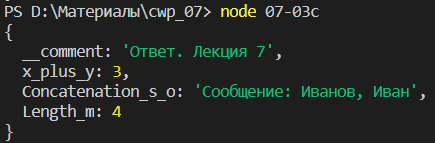 PS D:\Материалы\cwp_07> node 07-03c
{
  __comment: 'Ответ. Лекция 7',
  x_plus_y: 3,
  Concatenation_s_o: 'Сообщение: Иванов, Иван',
  Length_m: 4
}